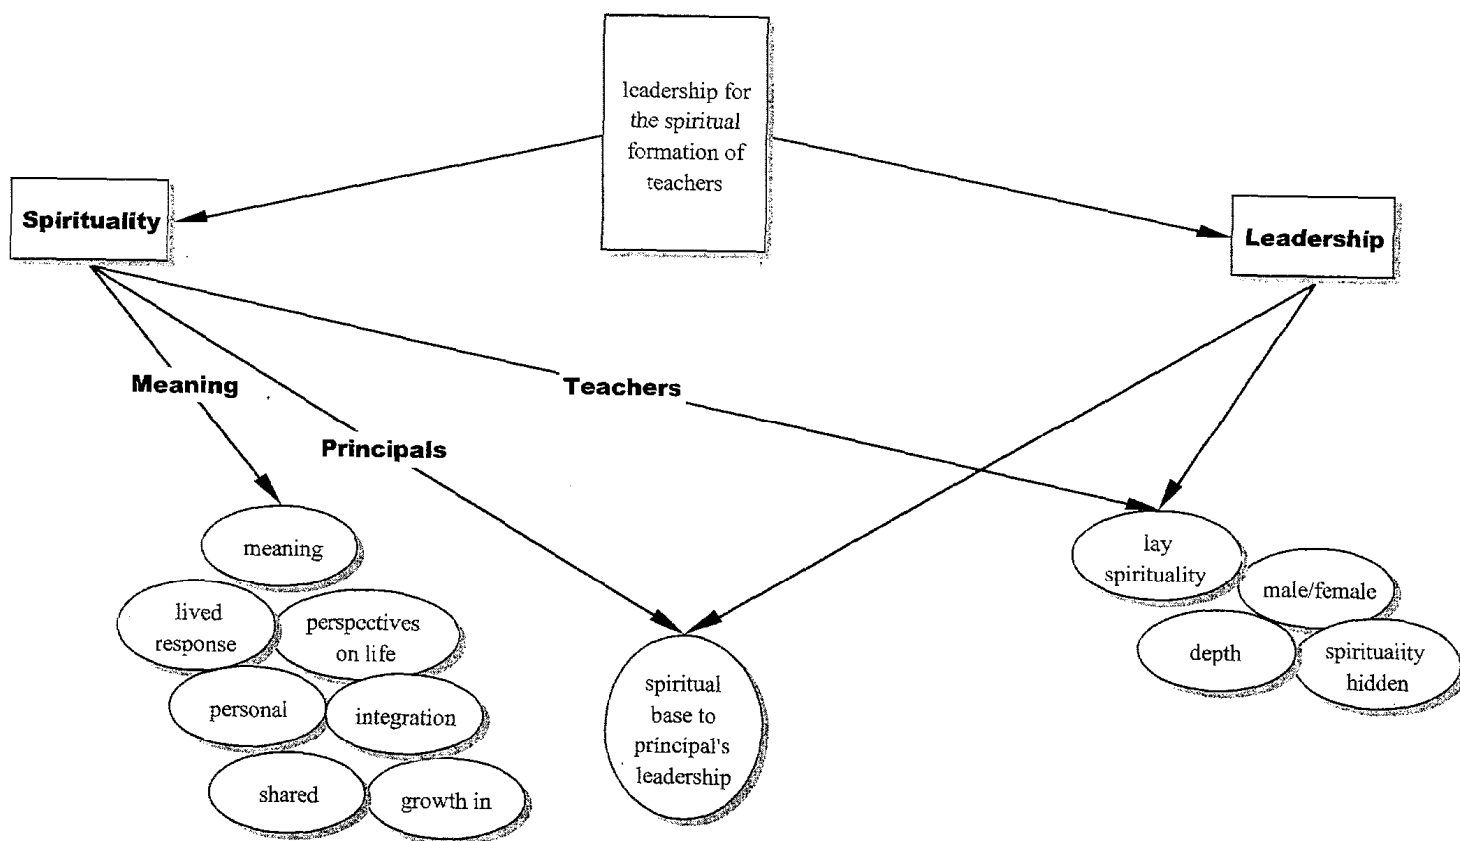 leadership for
the spiritual
formation of
teachers
Spirituality
Leadership
Meaning
Teachers
Principals
meaning
lived
response
perspectives
on life
personal
integration
shared
growth in
spiritual
base to
principal's
leadership
lay
spirituality
male/female
depth
spirituality
hidden